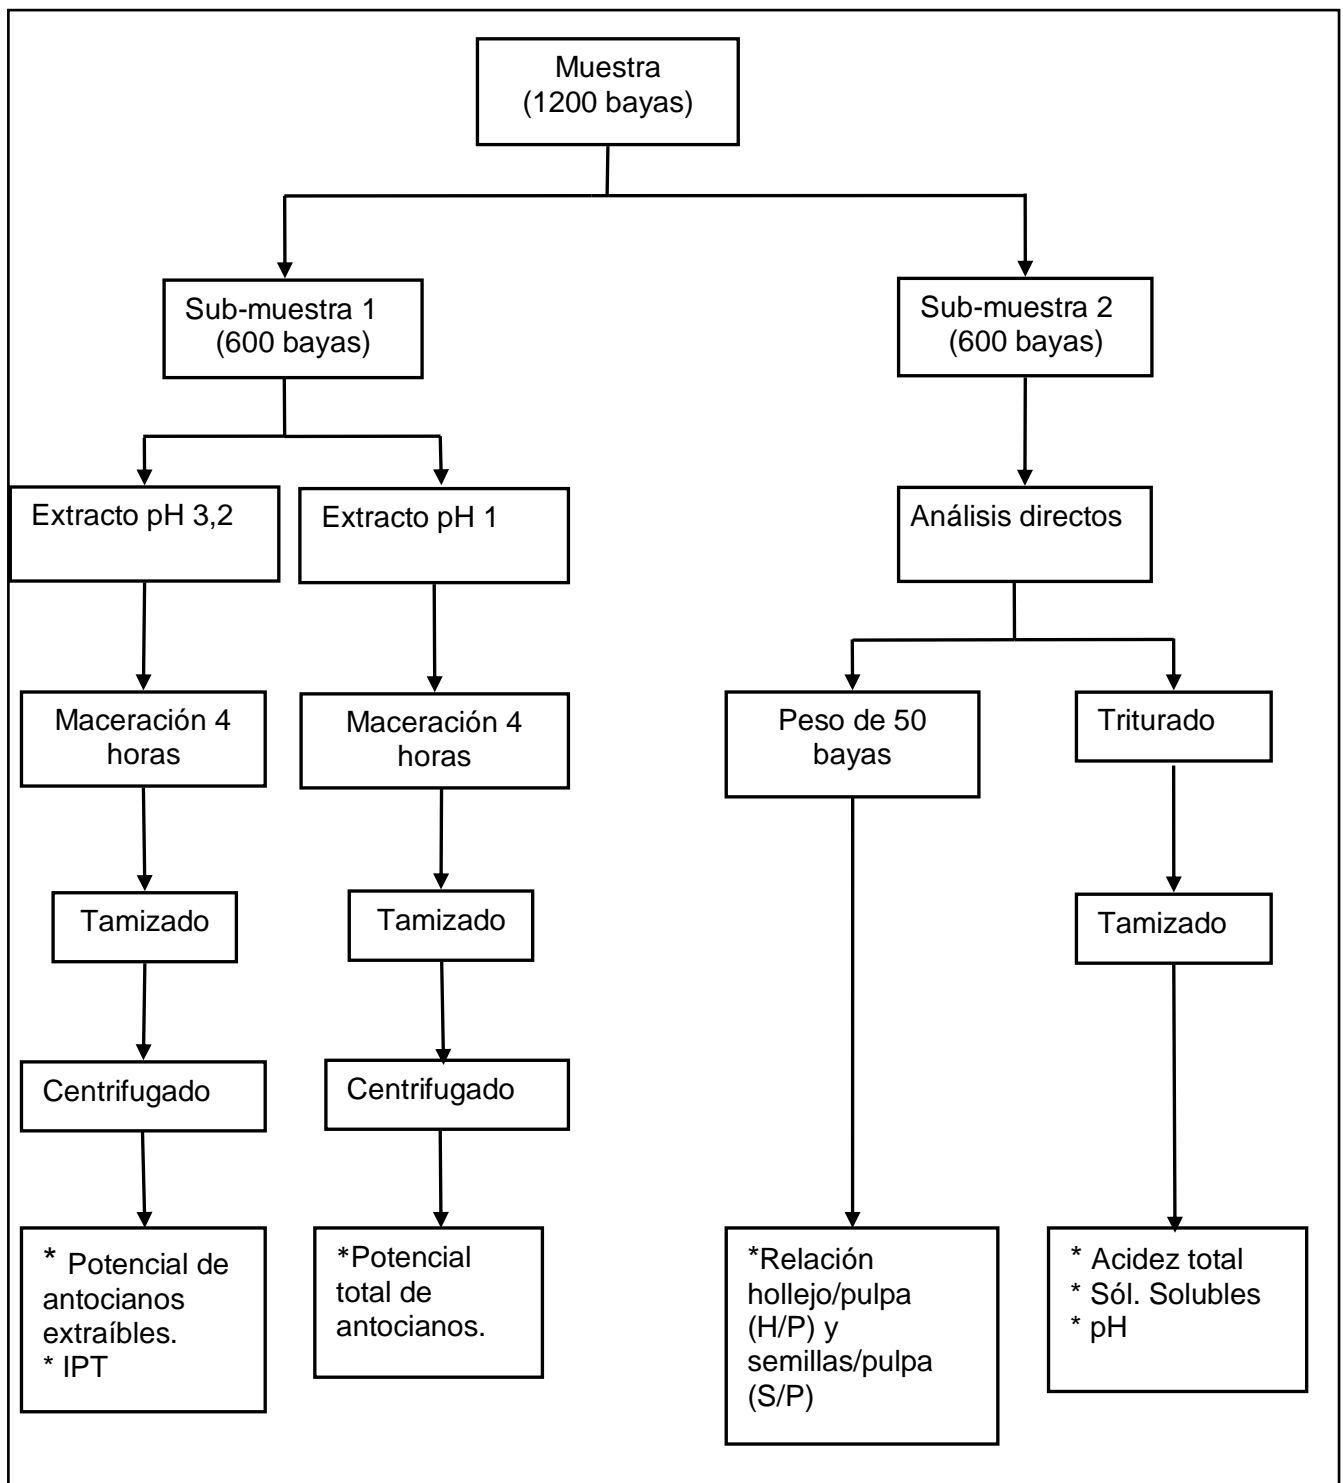 Muestra
(1200 bayas)
Sub-muestra 1
(600 bayas)
Sub-muestra 2
(600 bayas)
Extracto pH 3,2
Extracto pH 1
Análisis directos
Maceración 4
horas
Maceración 4
horas
Peso de 50
bayas
Triturado
Tamizado
Tamizado
Tamizado
Centrifugado
Centrifugado
* Potencial de
antocianos
extraíbles.
* IPT
*Potencial
total de
antocianos.
*Relación
hollejo/pulpa
(H/P) y
semillas/pulpa
(S/P)
* Acidez total
* Sól. Solubles
* pH